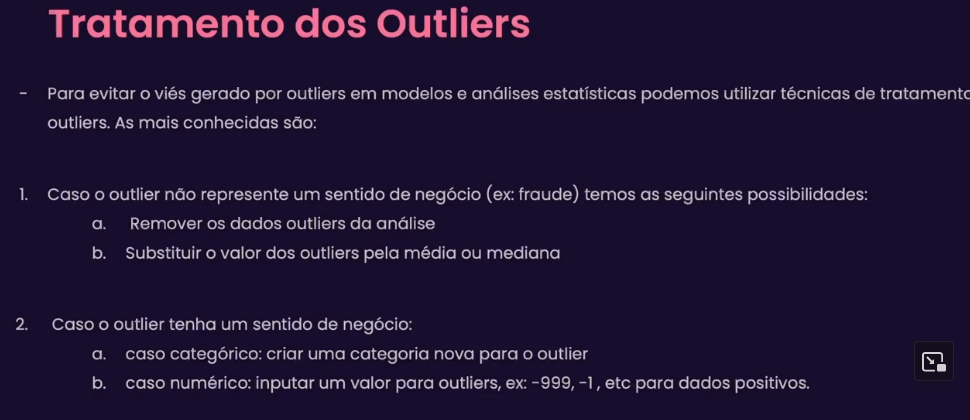 Tratamento dos Outliers
- Para evitar o viés gerado por outliers em modelos e análises estatísticas podemos utilizar técnicas de tratamento
outliers. As mais conhecidas são:
1. Caso o outlier não represente um sentido de negócio (ex: fraude) temos as seguintes possibilidades:
a. Remover os dados outliers da análise
b. Substituir o valor dos outliers pela média ou mediana
2. Caso o outlier tenha um sentido de negócio:
a. caso categórico: criar uma categoria nova para o outlier
b. caso numérico: inputar um valor para outliers, ex: -999, -1 , etc para dados positivos.